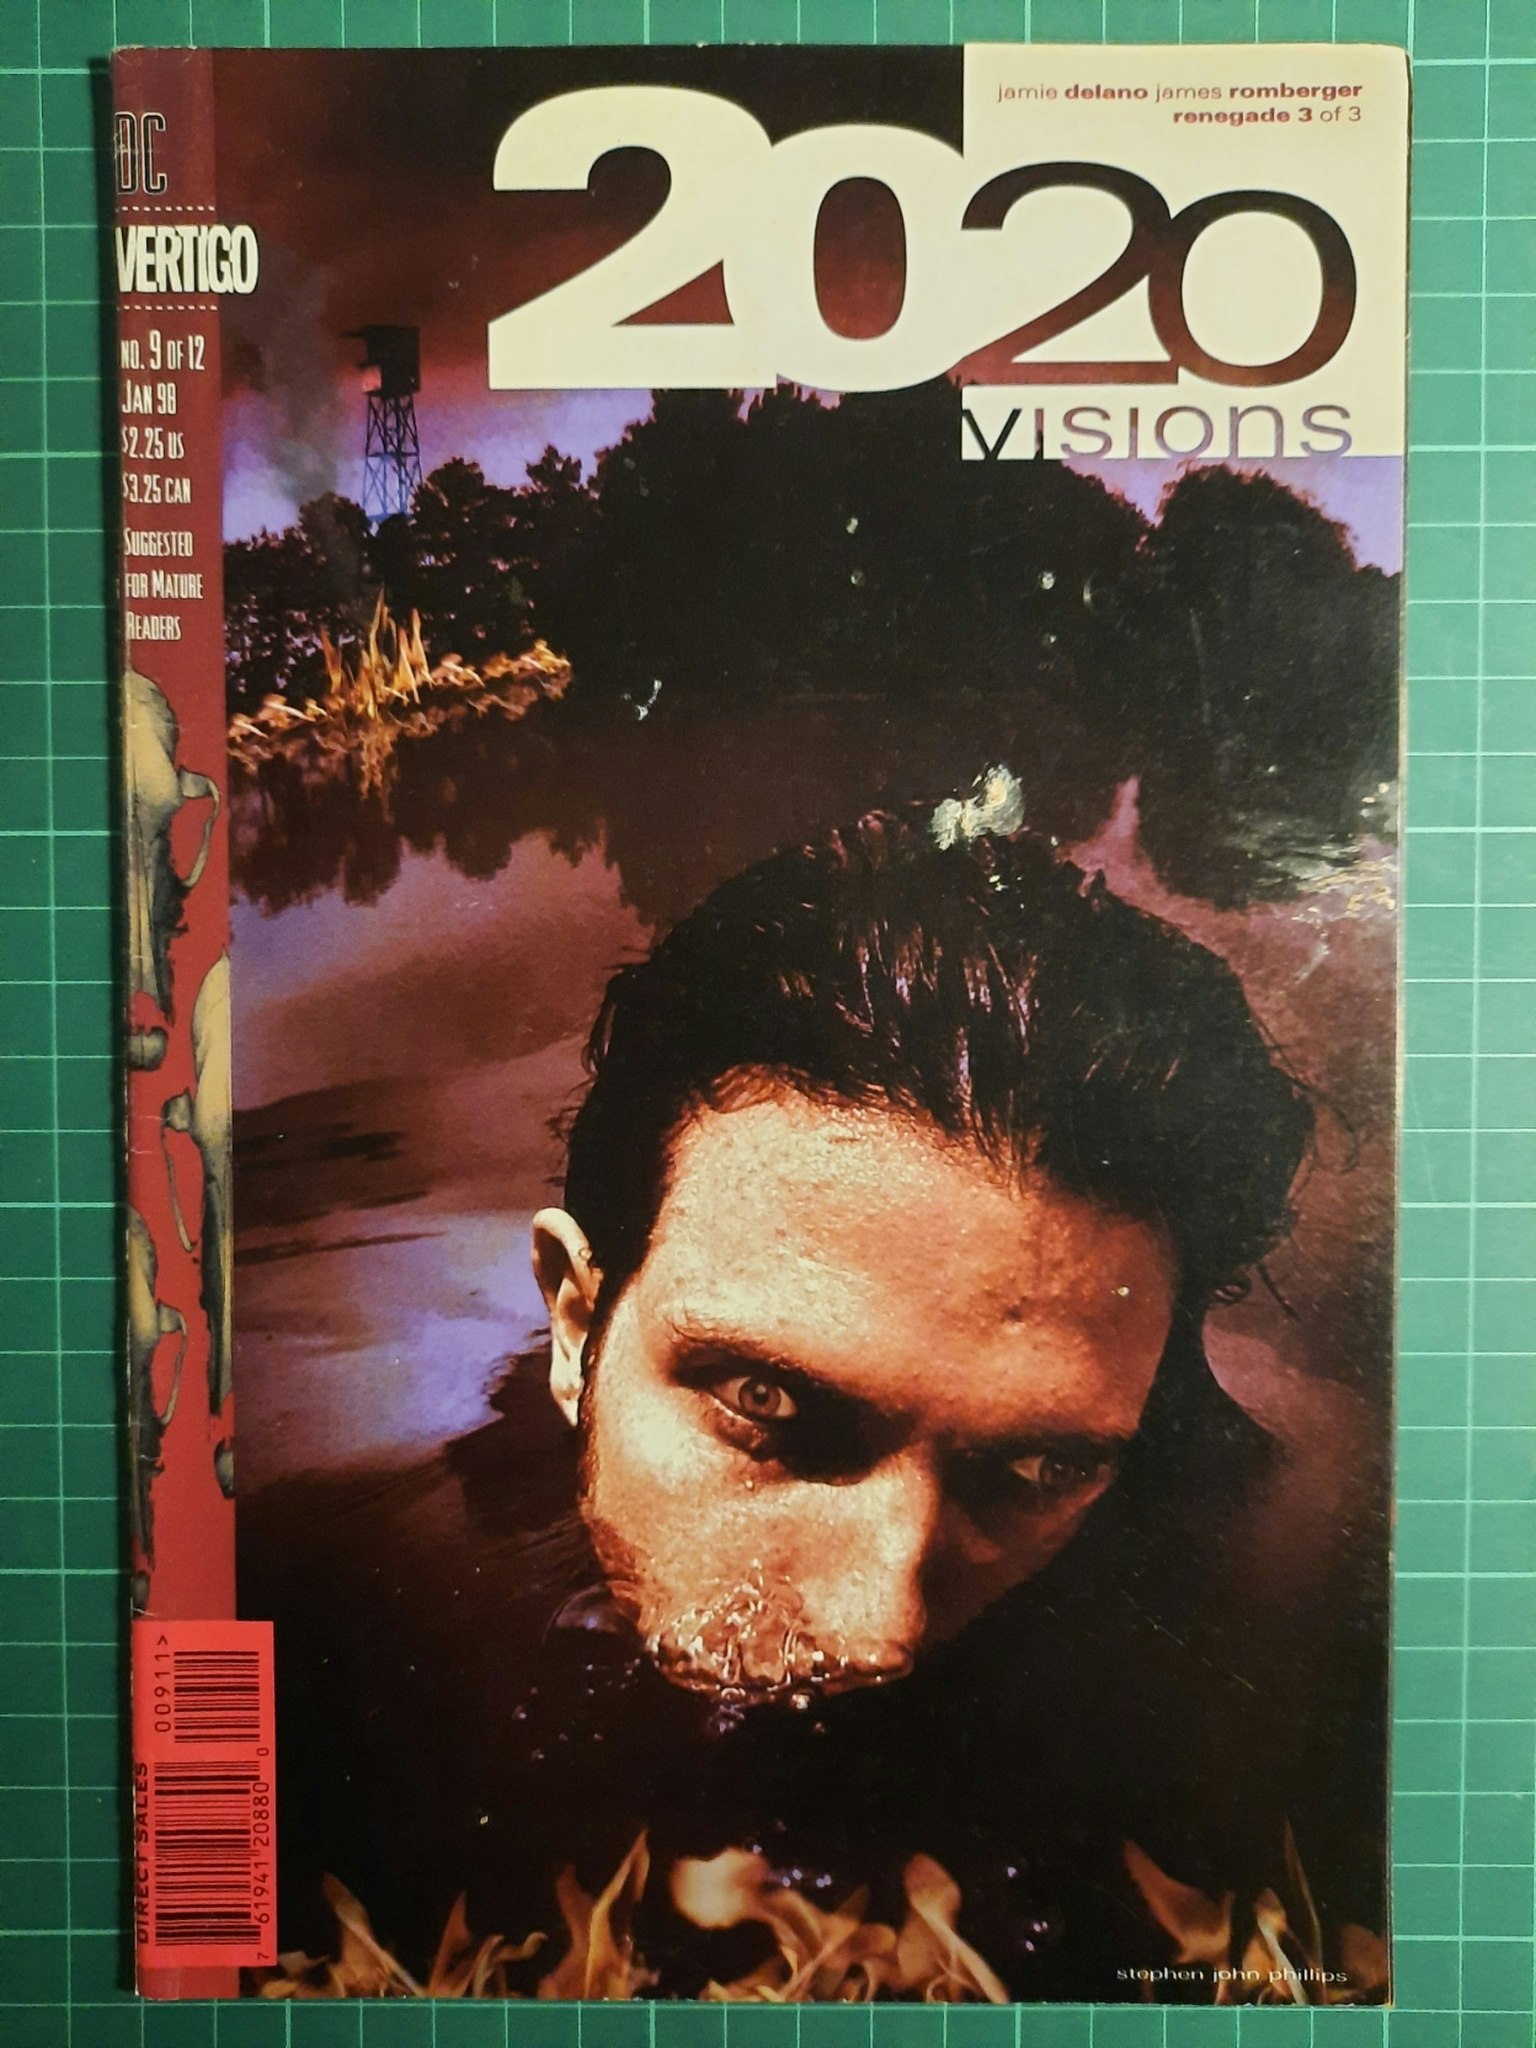 jamie delano james romberger
renegade 3 of 3
DC
VERTIGO
2020
visions
NO. 9 OF 12
JAN 98
$2.25 US
$3.25 CAN
SUGGESTED
FOR MATURE
READERS
00911>
DIRECT SALES
7 61941 20880 0
stephen john phillips